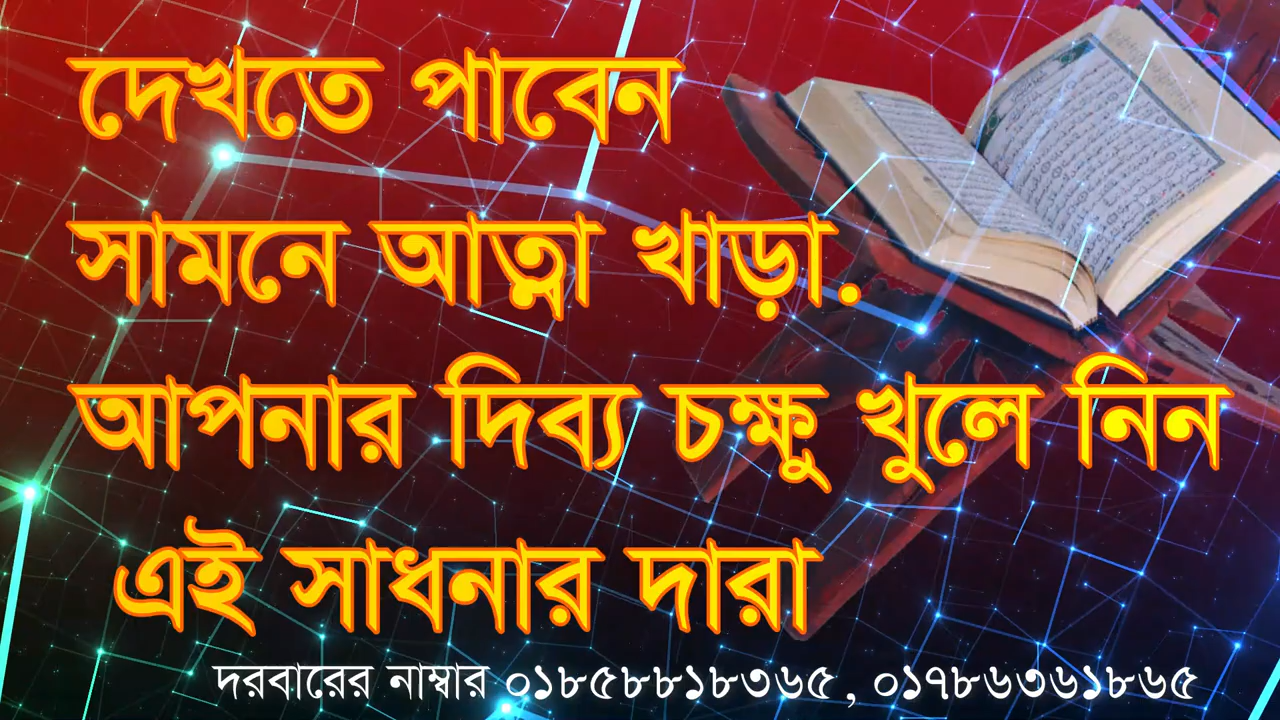 দেখতে পাবেন
সামনে আত্না খাড়া.
আপনার দিব্য চক্ষু খুলে নিন
এই সাধনার দারা
দরবারের নাম্বার ০১৮৫৮৮১৮৩৬৫, ০১৭৮৬৩৬১৮৬৫